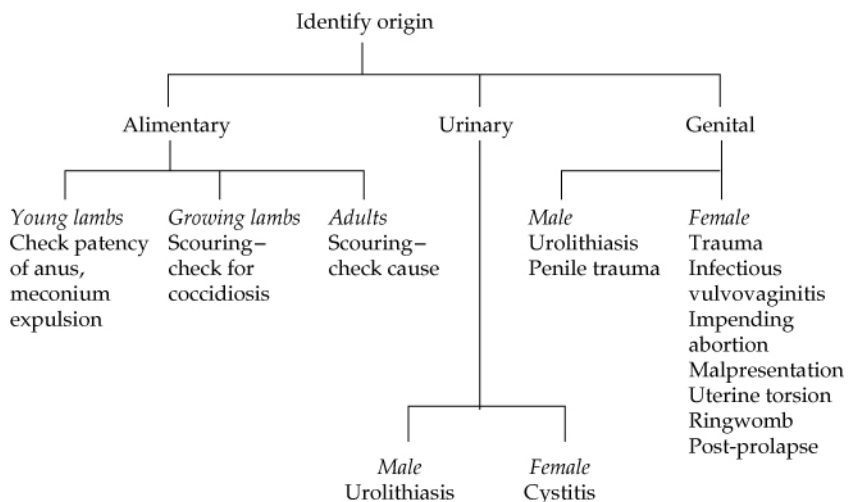 Identify origin
Alimentary
Urinary
Genital
Young lambs
Check patency
of anus,
meconium
expulsion
Growing lambs
Scouring–
check for
coccidiosis
Adults
Scouring–
check cause
Male
Urolithiasis
Penile trauma
Female
Trauma
Infectious
vulvovaginitis
Impending
abortion
Malpresentation
Uterine torsion
Ringwomb
Post-prolapse
Male
Urolithiasis
Female
Cystitis